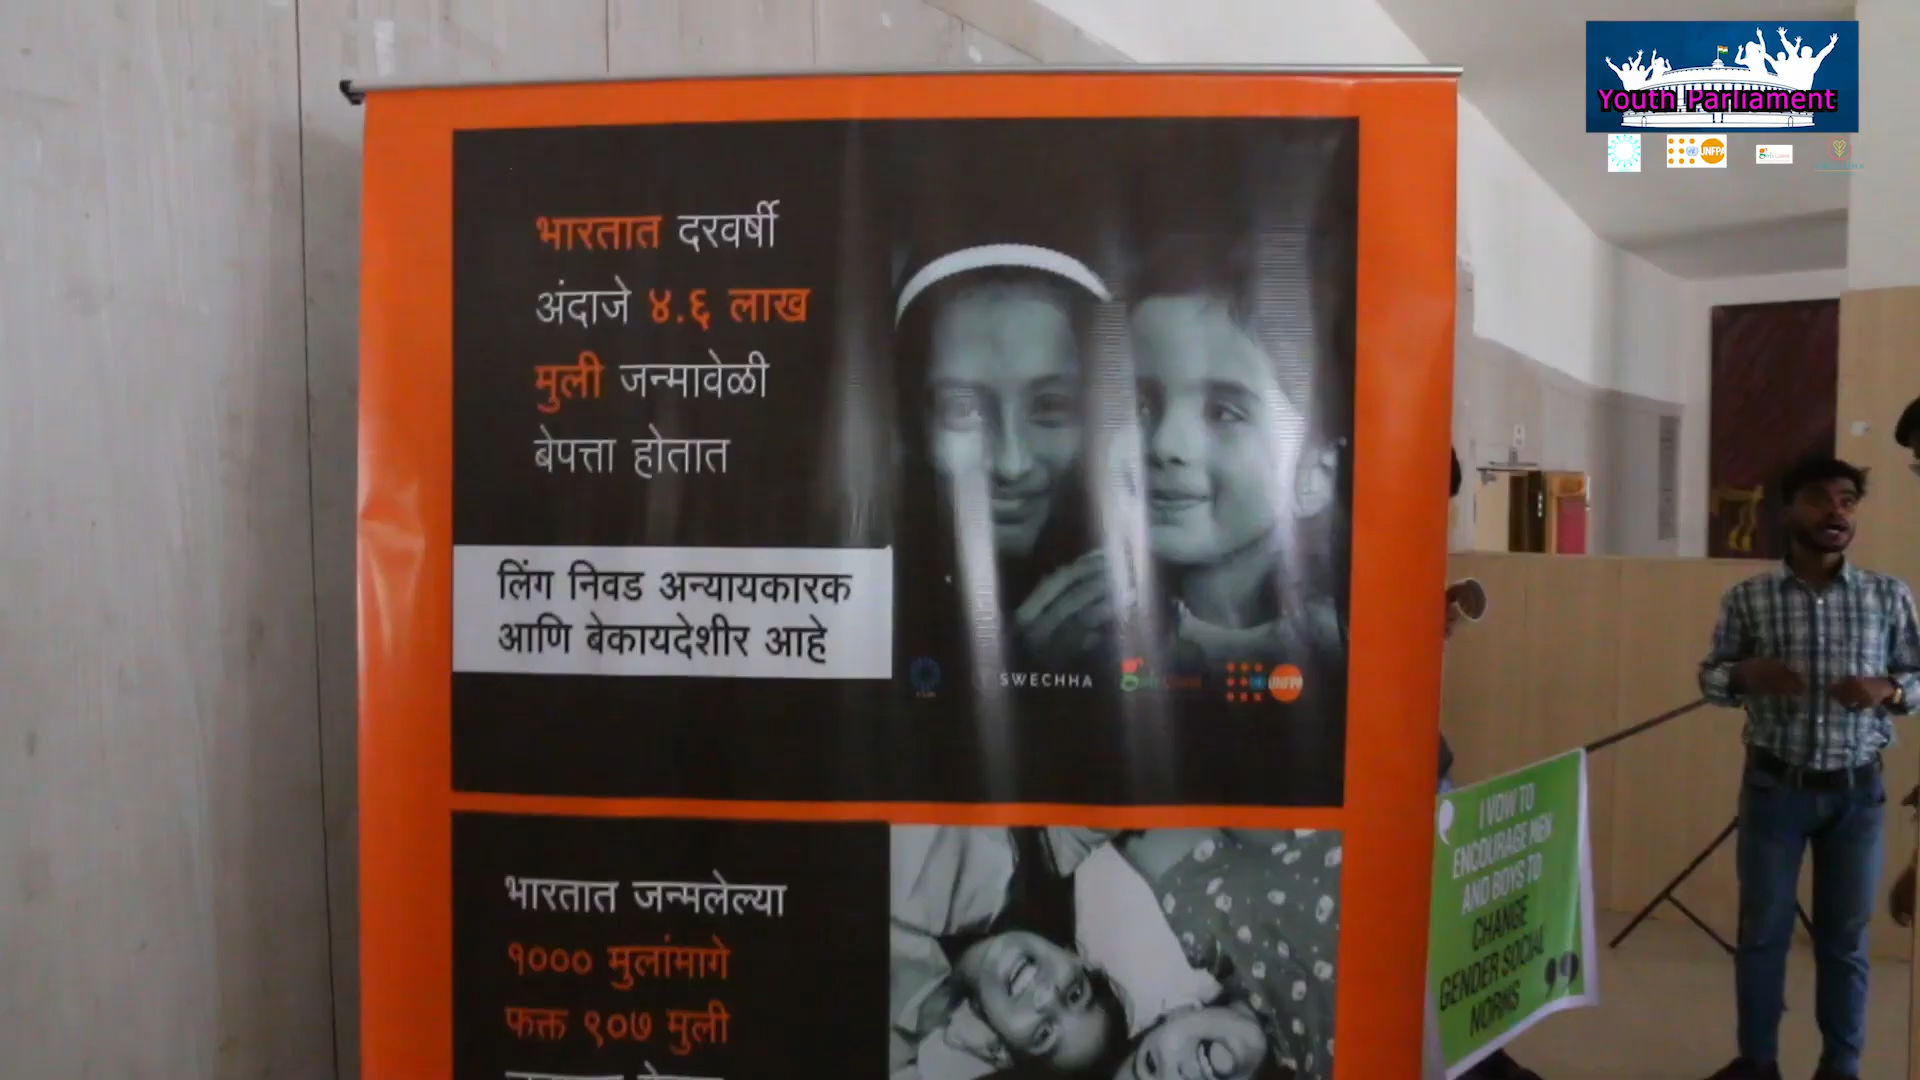 भारतात दरवर्षी
अंदाजे ४.६ लाख
मुली जन्मावेळी
बेपत्ता होतात
लिंग निवड अन्यायकारक
आणि बेकायदेशीर आहे
SWECHHA
UNFPA
भारतात जन्मलेल्या
१००० मुलांमागे
फक्त ९०७ मुली
Youth Parliament
UNFPA
I VOW TO
ENCOURAGE MEN
AND BOYS TO
CHANGE
GENDER SOCIAL
NORMS